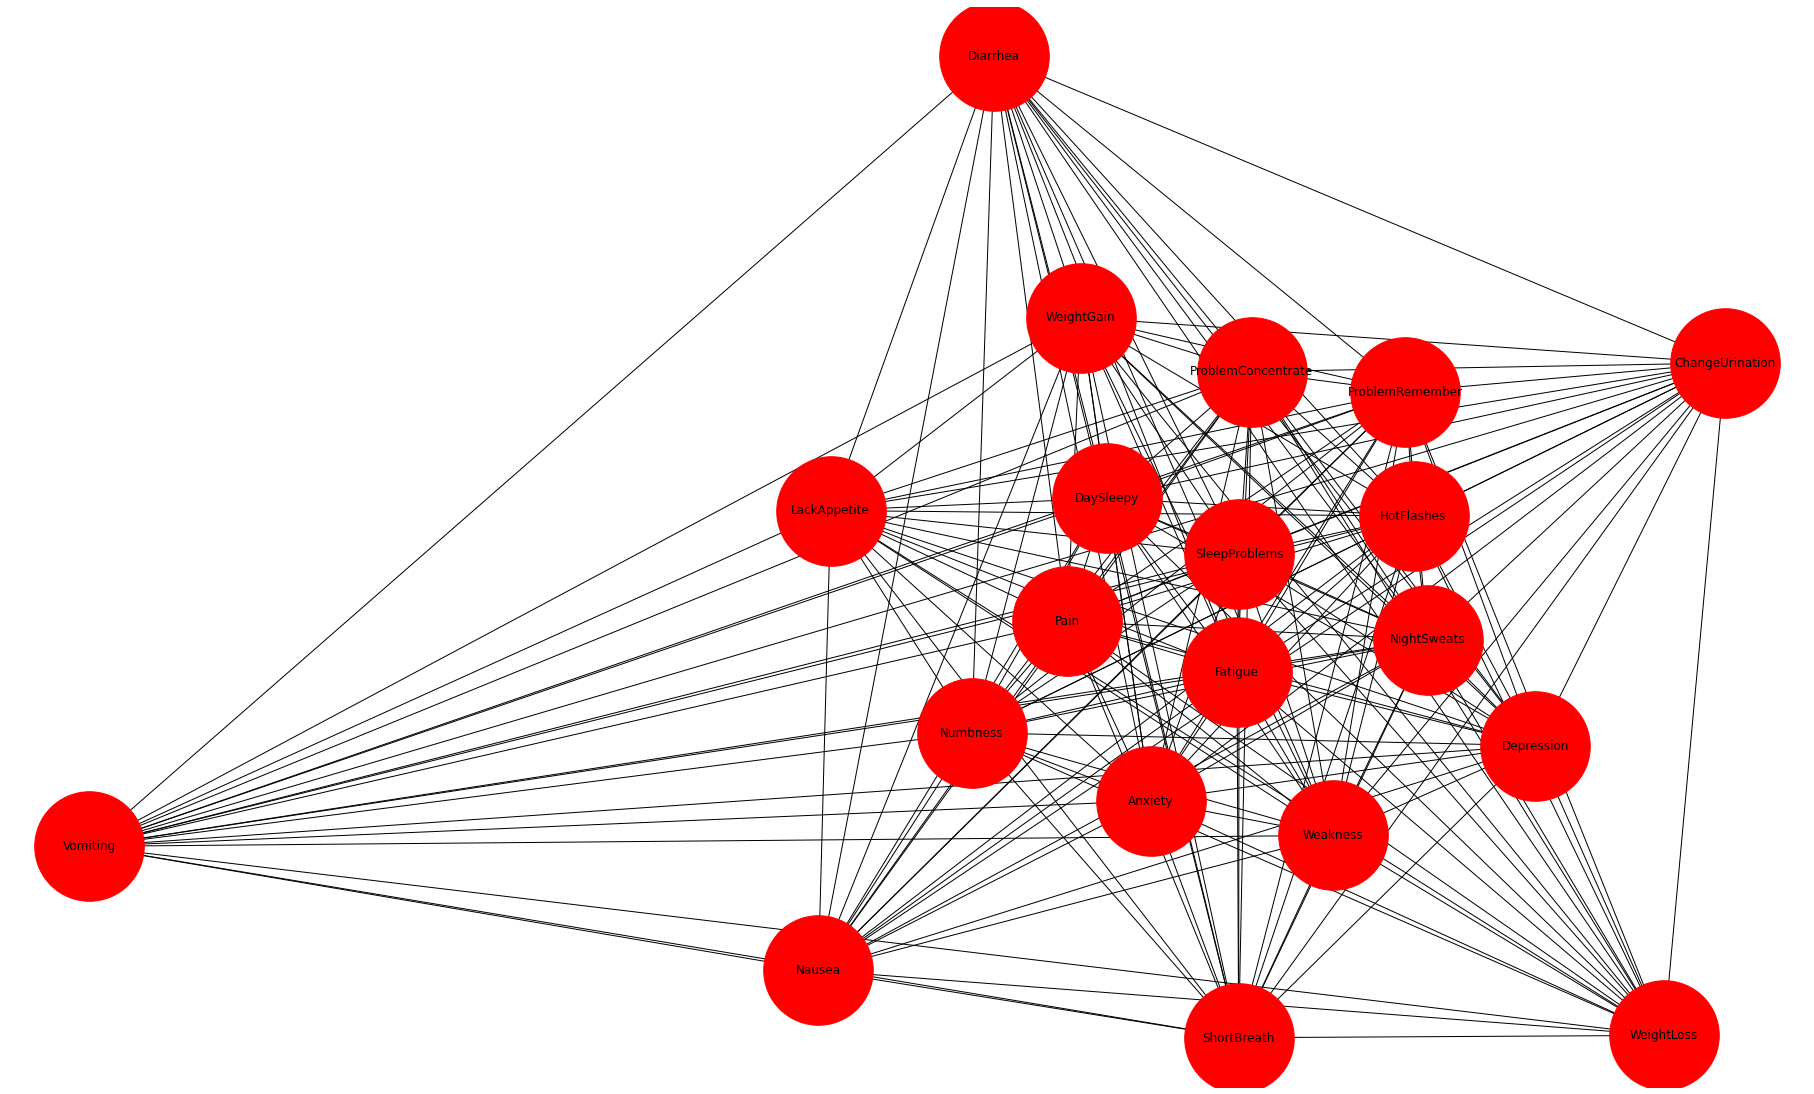 Diarrhea
WeightGain
ProblemConcentrate
ProblemRemember
ChangeUrination
LackAppetite
DaySleepy
HotFlashes
SleepProblems
Pain
NightSweats
Fatigue
Numbness
Depression
Anxiety
Weakness
Vomiting
Nausea
ShortBreath
WeightLoss